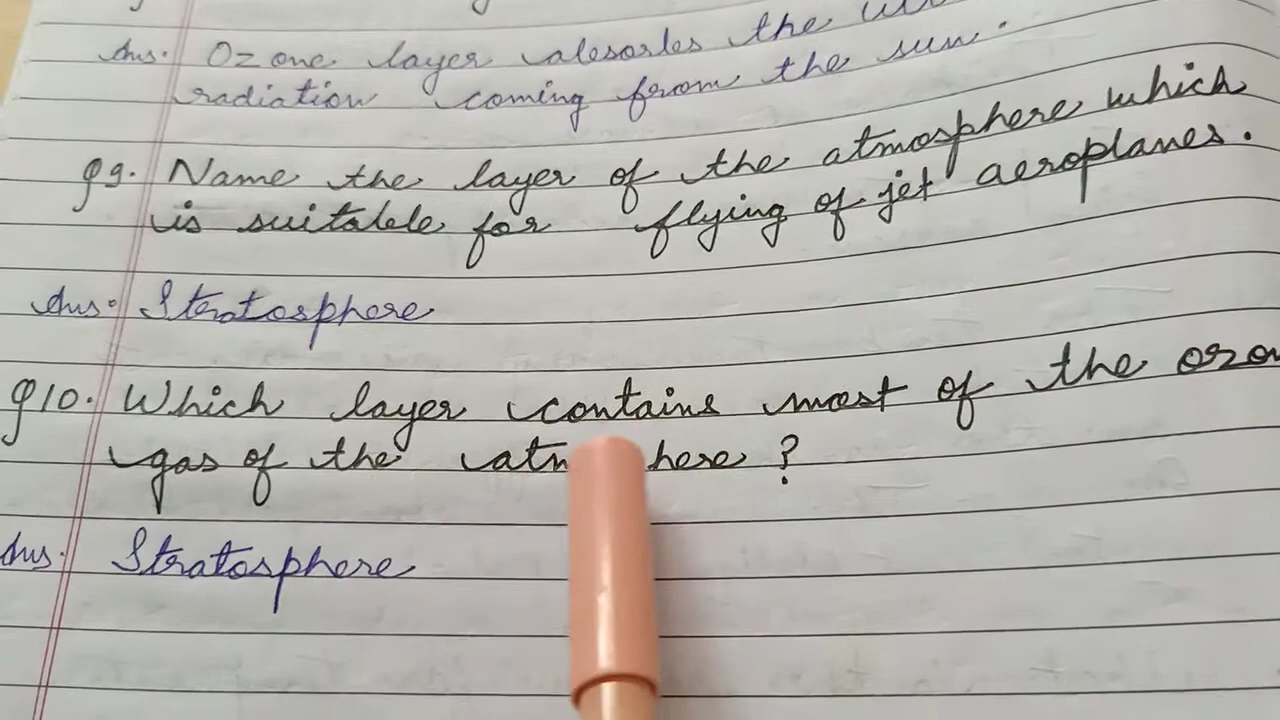 Ans. Ozone layer absorbs the
radiation coming from the sun.
Q9. Name the layer of the atmosphere which
is suitable for flying of jet aeroplanes.
Ans. Stratosphere
Q10. Which layer contains most of the
gas of the ?
Ans. Stratosphere